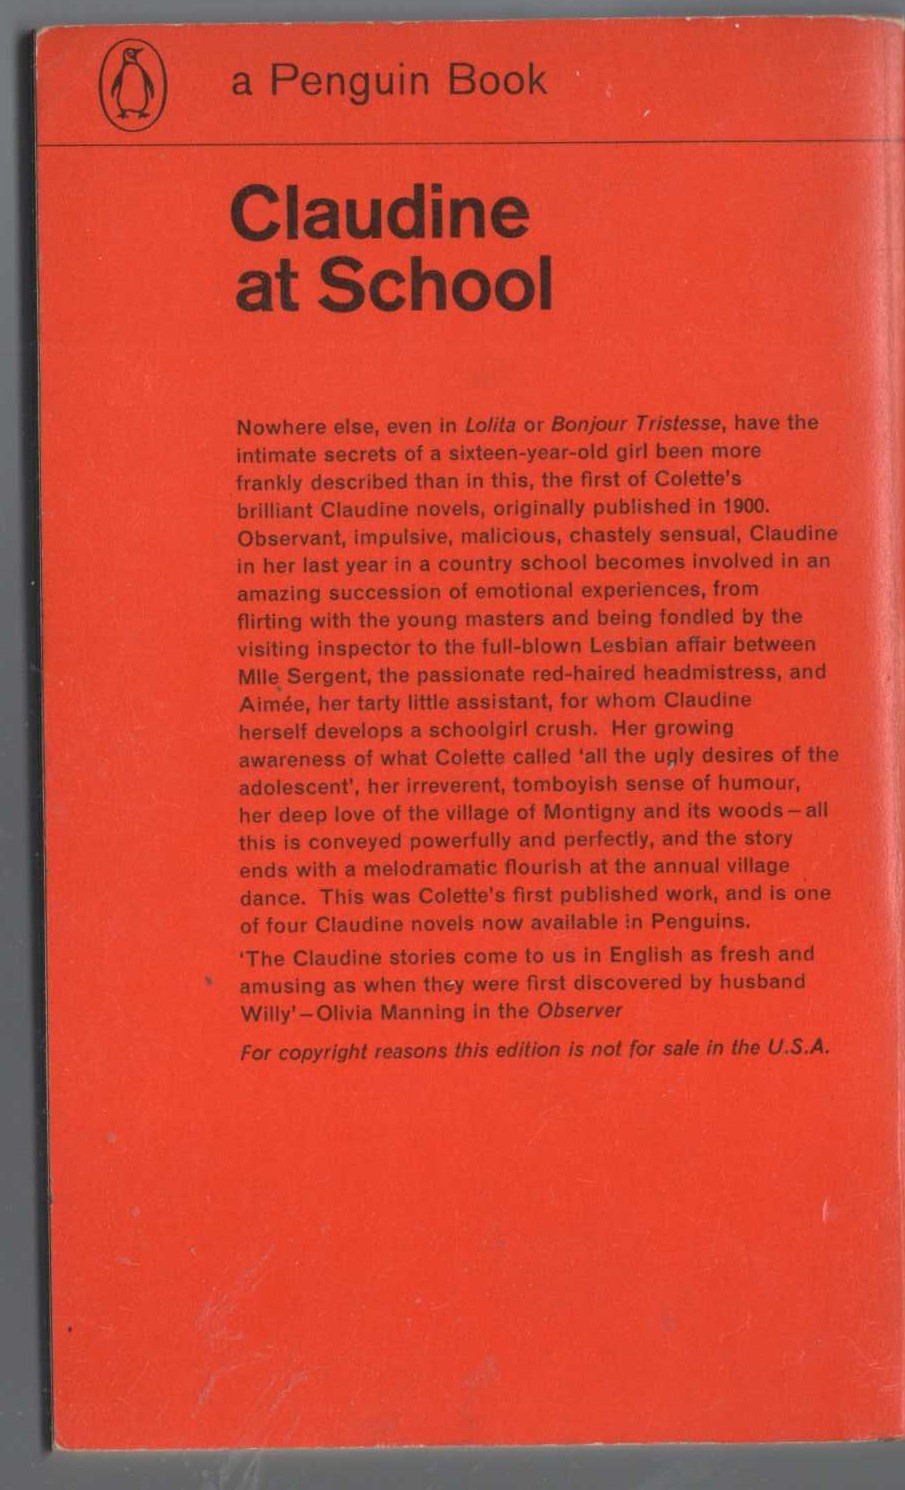 a Penguin Book
Claudine
at School
Nowhere else, even in Lolita or Bonjour Tristesse, have the
intimate secrets of a sixteen-year-old girl been more
frankly described than in this, the first of Colette's
brilliant Claudine novels, originally published in 1900.
Observant, impulsive, malicious, chastely sensual, Claudine
in her last year in a country school becomes involved in an
amazing succession of emotional experiences, from
flirting with the young masters and being fondled by the
visiting inspector to the full-blown Lesbian affair between
Mlle Sergent, the passionate red-haired headmistress, and
Aimée, her tarty little assistant, for whom Claudine
herself develops a schoolgirl crush. Her growing
awareness of what Colette called 'all the ugly desires of the
adolescent', her irreverent, tomboyish sense of humour,
her deep love of the village of Montigny and its woods – all
this is conveyed powerfully and perfectly, and the story
ends with a melodramatic flourish at the annual village
dance. This was Colette's first published work, and is one
of four Claudine novels now available in Penguins.
'The Claudine stories come to us in English as fresh and
amusing as when they were first discovered by husband
Willy' – Olivia Manning in the Observer
For copyright reasons this edition is not for sale in the U.S.A.